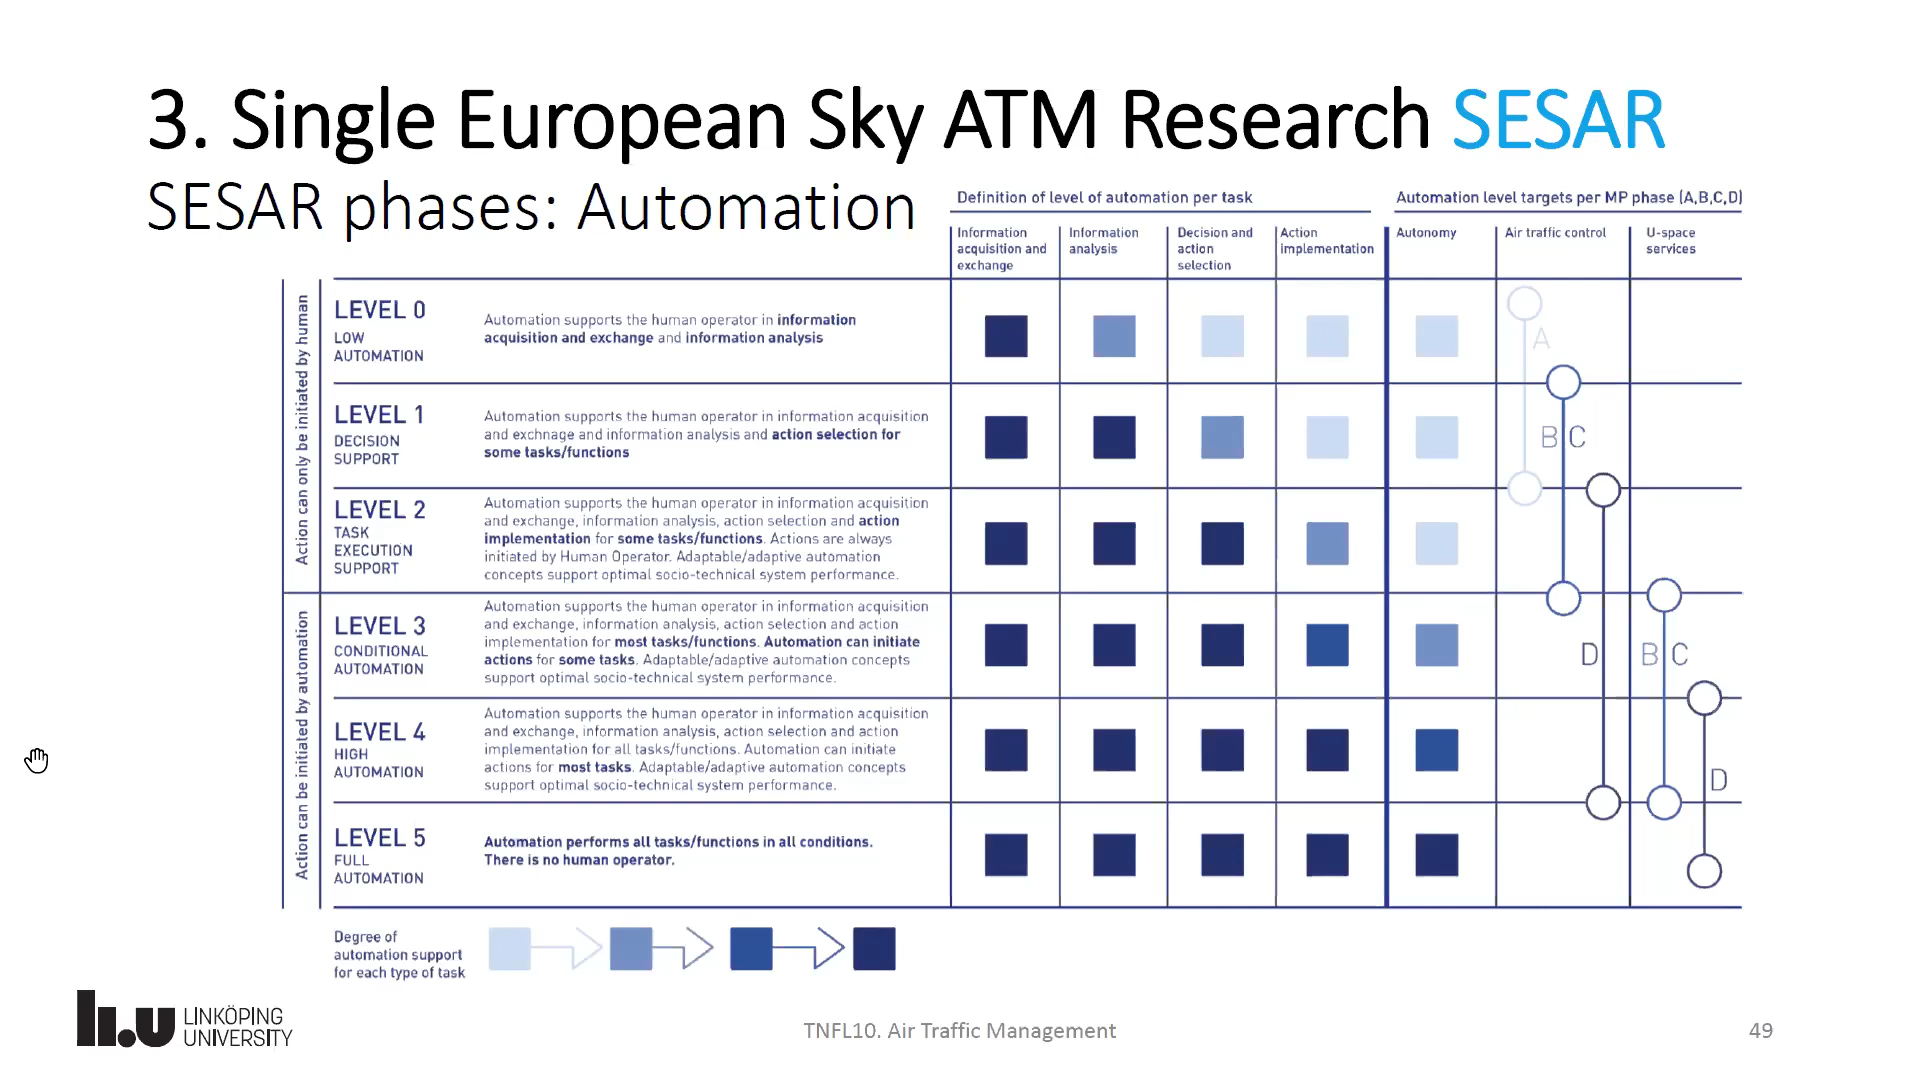 3. Single European Sky ATM Research SESAR
SESAR phases: Automation
Definition of level of automation per task
Automation level targets per MP phase (A,B,C,D)
Information
acquisition and
exchange
Information
analysis
Decision and
action
selection
Action
implementation
Autonomy
Air traffic control
U-space
services
Action can only be initiated by human
LEVEL 0
LOW
AUTOMATION
Automation supports the human operator in information
acquisition and exchange and information analysis
A
LEVEL 1
DECISION
SUPPORT
Automation supports the human operator in information acquisition
and exchnage and information analysis and action selection for
some tasks/functions
B C
LEVEL 2
TASK
EXECUTION
SUPPORT
Automation supports the human operator in information acquisition
and exchange, information analysis, action selection and action
implementation for some tasks/functions. Actions are always
initiated by Human Operator. Adaptable/adaptive automation
concepts support optimal socio-technical system performance.
Action can be initiated by automation
LEVEL 3
CONDITIONAL
AUTOMATION
Automation supports the human operator in information acquisition
and exchange, information analysis, action selection and action
implementation for most tasks/functions. Automation can initiate
actions for some tasks. Adaptable/adaptive automation concepts
support optimal socio-technical system performance.
D
B C
LEVEL 4
HIGH
AUTOMATION
Automation supports the human operator in information acquisition
and exchange, information analysis, action selection and action
implementation for all tasks/functions. Automation can initiate
actions for most tasks. Adaptable/adaptive automation concepts
support optimal socio-technical system performance.
D
LEVEL 5
FULL
AUTOMATION
Automation performs all tasks/functions in all conditions.
There is no human operator.
Degree of
automation support
for each type of task
li.u LINKÖPING
UNIVERSITY
TNFL10. Air Traffic Management
49